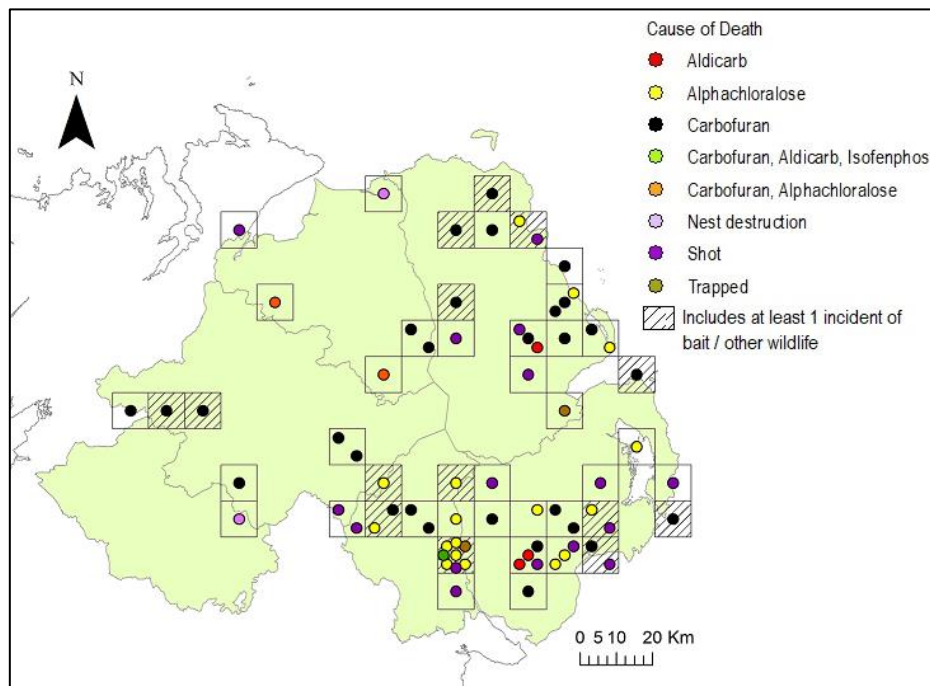 N
Cause of Death
Aldicarb
Alphachloralose
Carbofuran
Carbofuran, Aldicarb, Isofenphos
Carbofuran, Alphachloralose
Nest destruction
Shot
Trapped
Includes at least 1 incident of
bait / other wildlife
0 5 10 20 Km